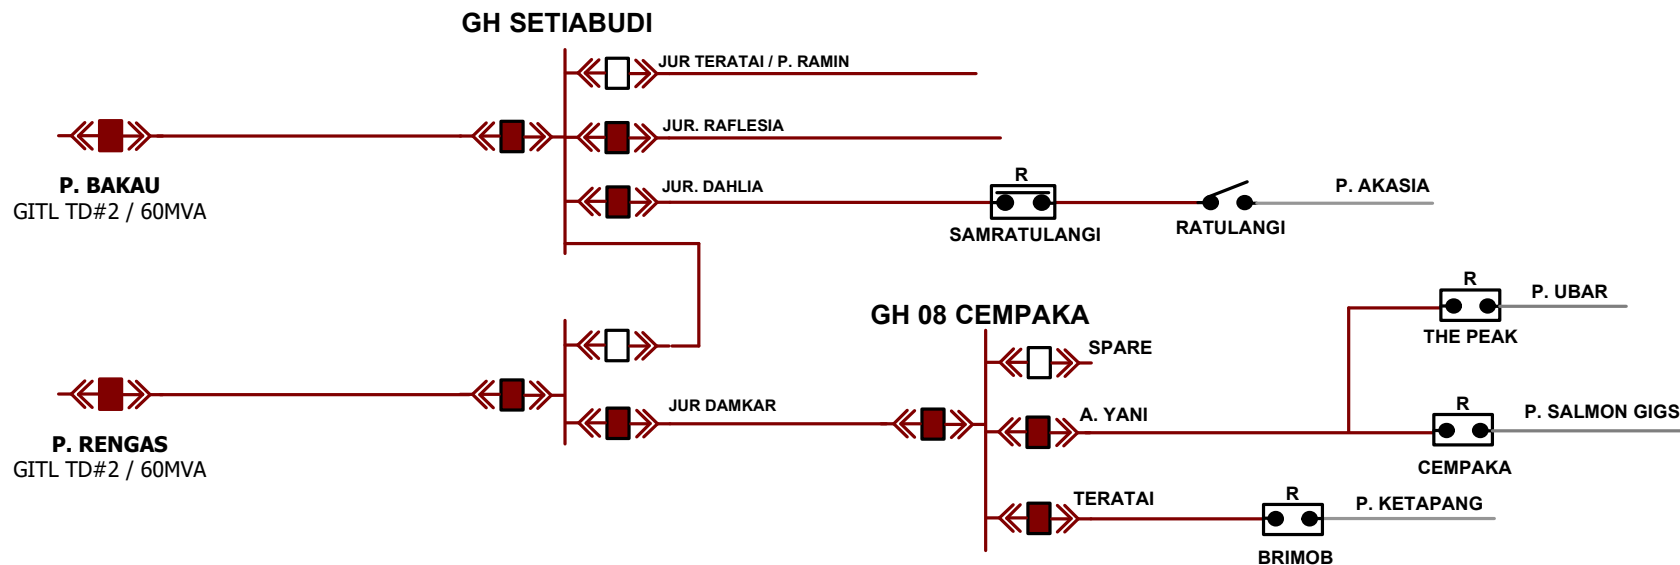 GH SETIABUDI
JUR TERATAI / P. RAMIN
JUR. RAFLESIA
P. BAKAU
GITL TD#2 / 60MVA
JUR. DAHLIA
R
SAMRATULANGI
RATULANGI
P. AKASIA
GH 08 CEMPAKA
R
P. UBAR
THE PEAK
SPARE
JUR DAMKAR
A. YANI
R
P. SALMON GIGS
CEMPAKA
P. RENGAS
GITL TD#2 / 60MVA
TERATAI
R
P. KETAPANG
BRIMOB